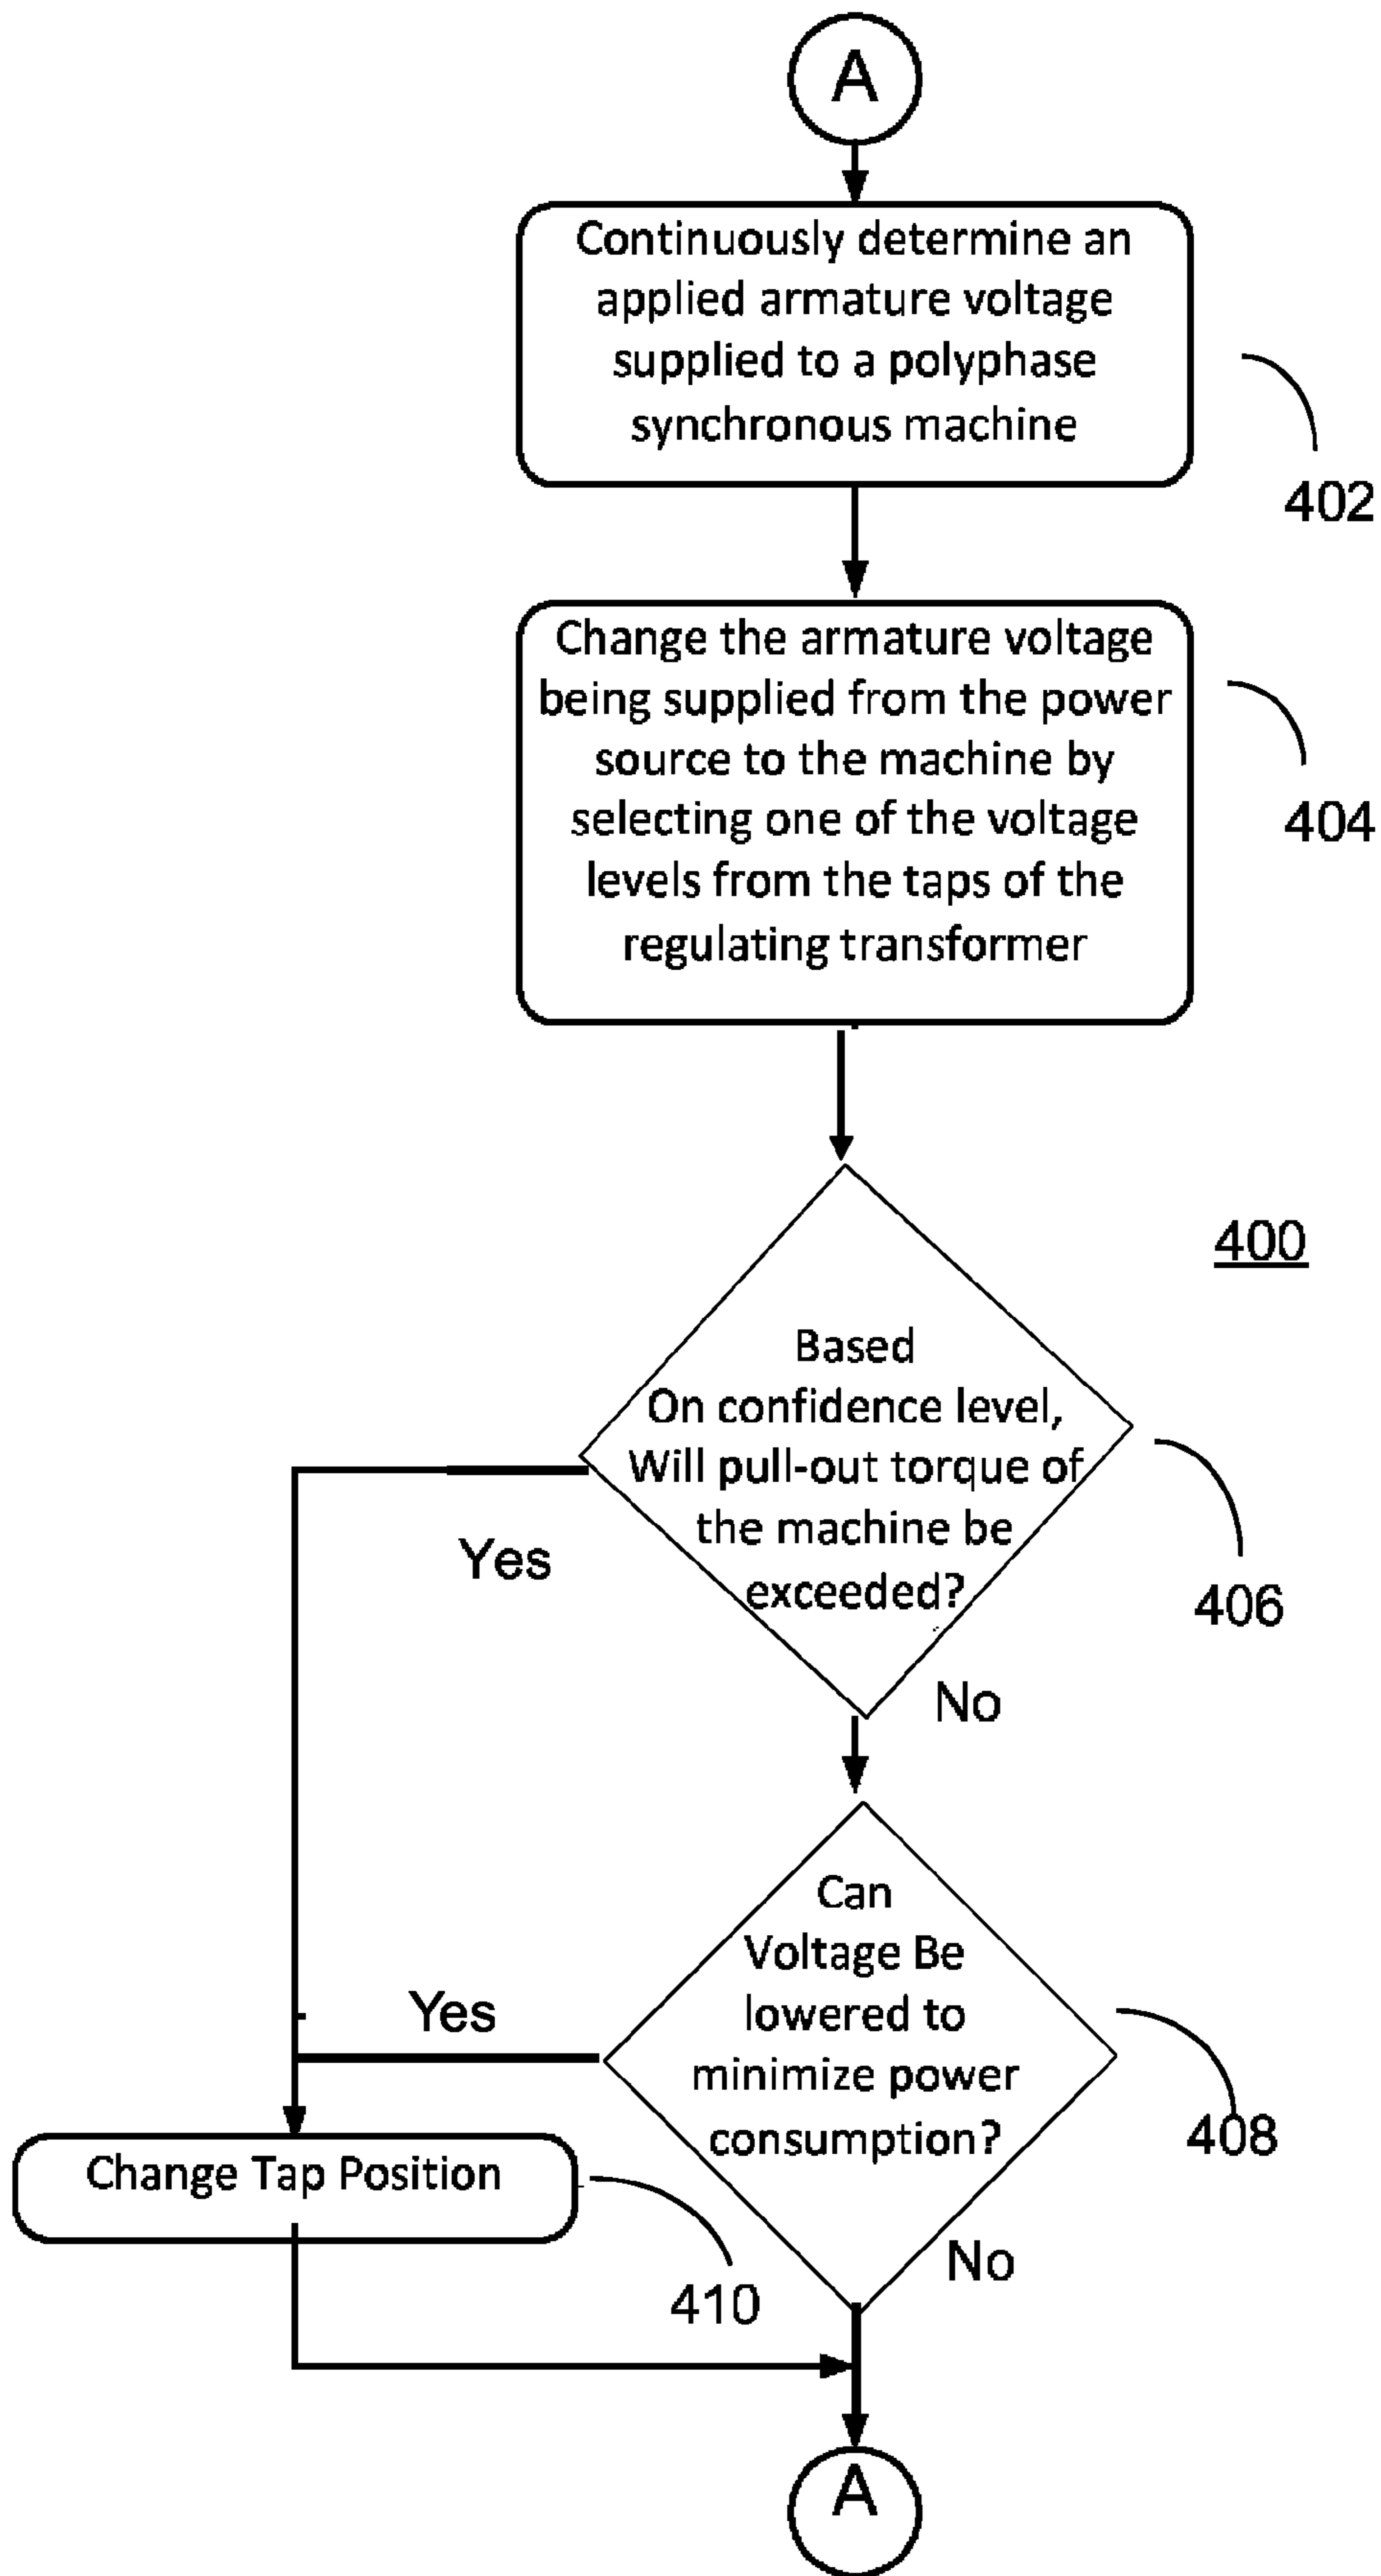 A
Continuously determine an
applied armature voltage
supplied to a polyphase
synchronous machine
402
Change the armature voltage
being supplied from the power
source to the machine by
selecting one of the voltage
levels from the taps of the
regulating transformer
404
400
Based
On confidence level,
Will pull-out torque of
the machine be
exceeded?
406
Yes
No
Can
Voltage Be
lowered to
minimize power
consumption?
408
Yes
No
Change Tap Position
410
A